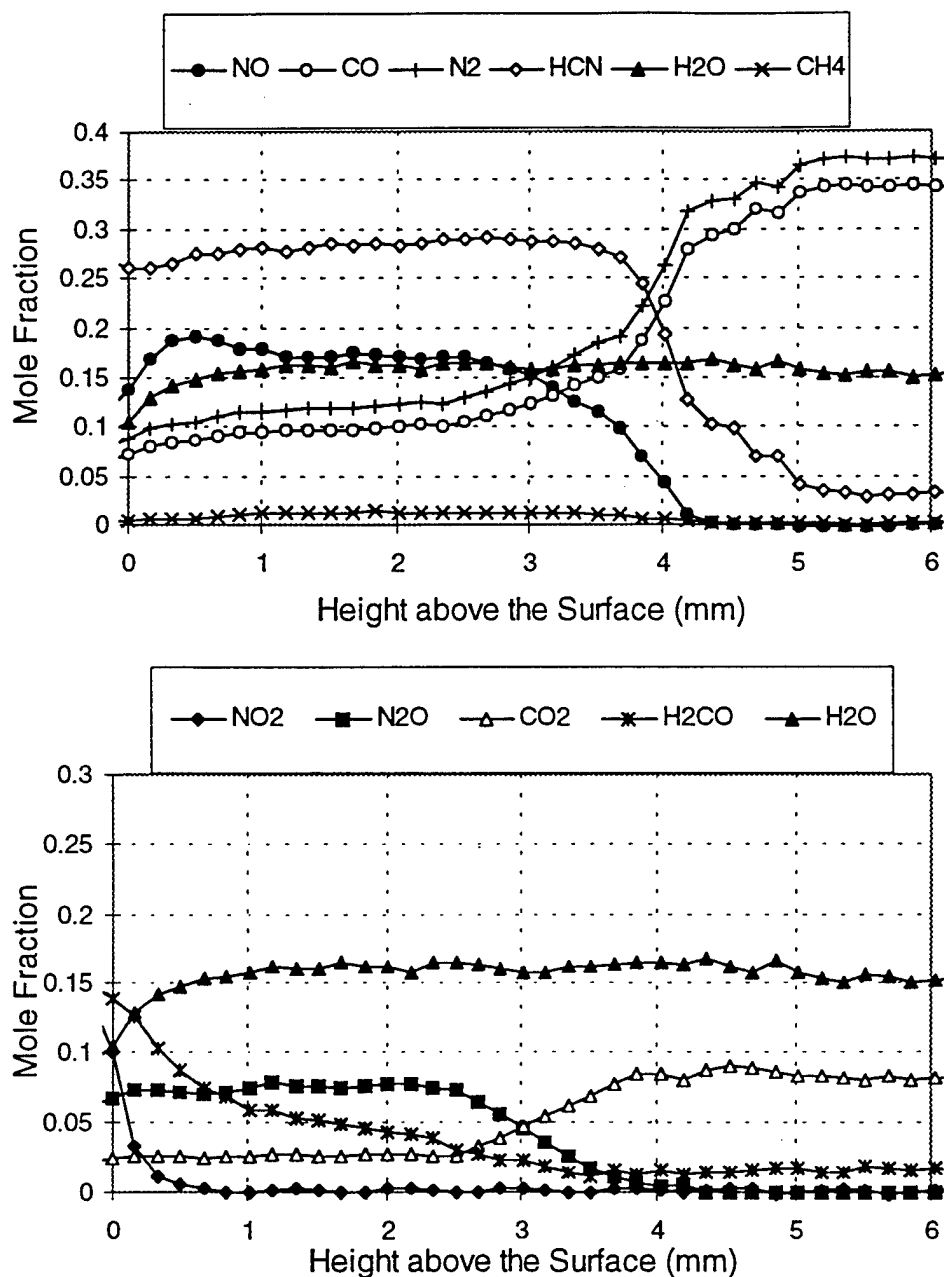 NO CO N2 HCN H2O CH4
0.4
0.35
0.3
0.25
0.2
0.15
0.1
0.05
0
Mole Fraction
0 1 2 3 4 5 6
Height above the Surface (mm)
NO2 N2O CO2 H2CO H2O
0.3
0.25
0.2
0.15
0.1
0.05
0
Mole Fraction
0 1 2 3 4 5 6
Height above the Surface (mm)